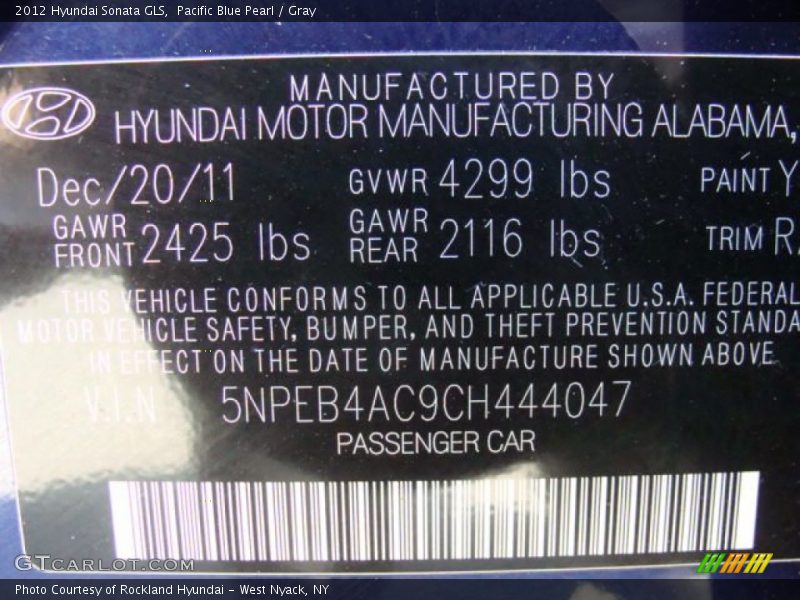 2012 Hyundai Sonata GLS, Pacific Blue Pearl / Gray
MANUFACTURED BY
HYUNDAI MOTOR MANUFACTURING ALABAMA,
Dec/20/11 GVWR 4299 lbs PAINT Y
GAWR FRONT 2425 lbs GAWR REAR 2116 lbs TRIM R
THIS VEHICLE CONFORMS TO ALL APPLICABLE U.S.A. FEDERAL
MOTOR VEHICLE SAFETY, BUMPER, AND THEFT PREVENTION STANDA
IN EFFECT ON THE DATE OF MANUFACTURE SHOWN ABOVE
V.I.N 5NPEB4AC9CH444047
PASSENGER CAR
GTCARLOT.COM
Photo Courtesy of Rockland Hyundai - West Nyack, NY